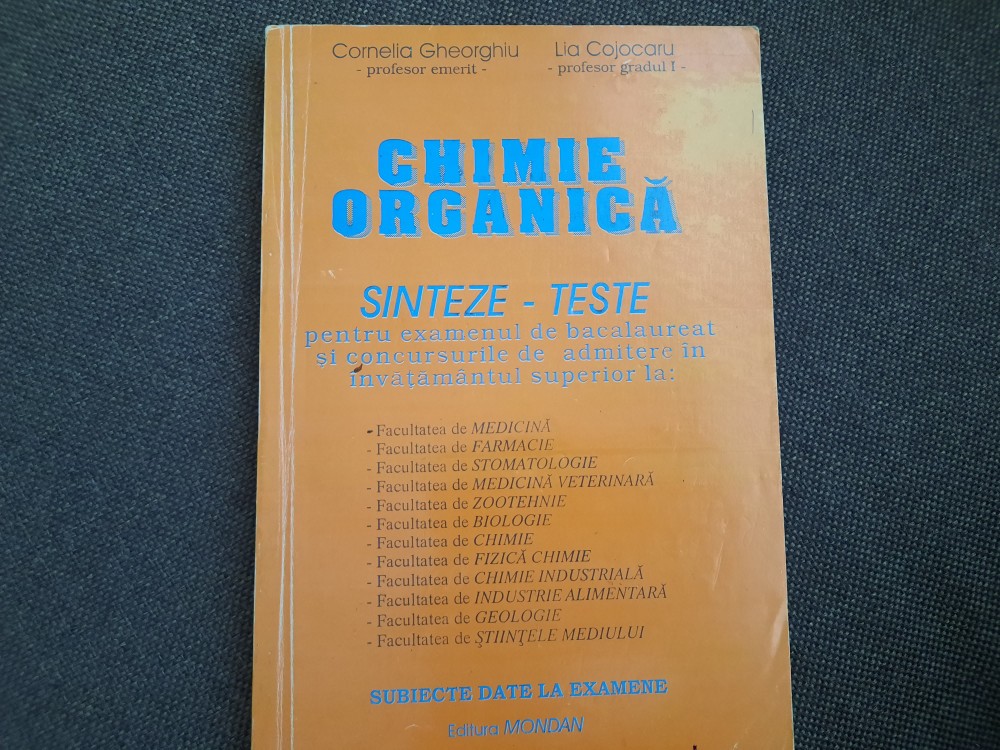 Cornelia Gheorghiu Lia Cojocaru
- profesor emerit - - profesor gradul I -
CHIMIE
ORGANICĂ
SINTEZE - TESTE
pentru examenul de bacalaureat
și concursurile de admitere în
învățământul superior la:
- Facultatea de MEDICINĂ
- Facultatea de FARMACIE
- Facultatea de STOMATOLOGIE
- Facultatea de MEDICINĂ VETERINARĂ
- Facultatea de ZOOTEHNIE
- Facultatea de BIOLOGIE
- Facultatea de CHIMIE
- Facultatea de FIZICĂ CHIMIE
- Facultatea de CHIMIE INDUSTRIALĂ
- Facultatea de INDUSTRIE ALIMENTARĂ
- Facultatea de GEOLOGIE
- Facultatea de ȘTIINȚELE MEDIULUI
SUBIECTE DATE LA EXAMENE
Editura MONDAN